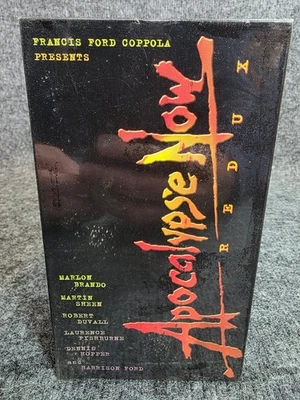 FRANCIS FORD COPPOLA
PRESENTS
Apocalypse Now
REDUX
MARLON
BRANDO
MARTIN
SHEEN
ROBERT
DUVALL
LAURENCE
FISHBURNE
DENNIS
HOPPER
and
HARRISON FORD